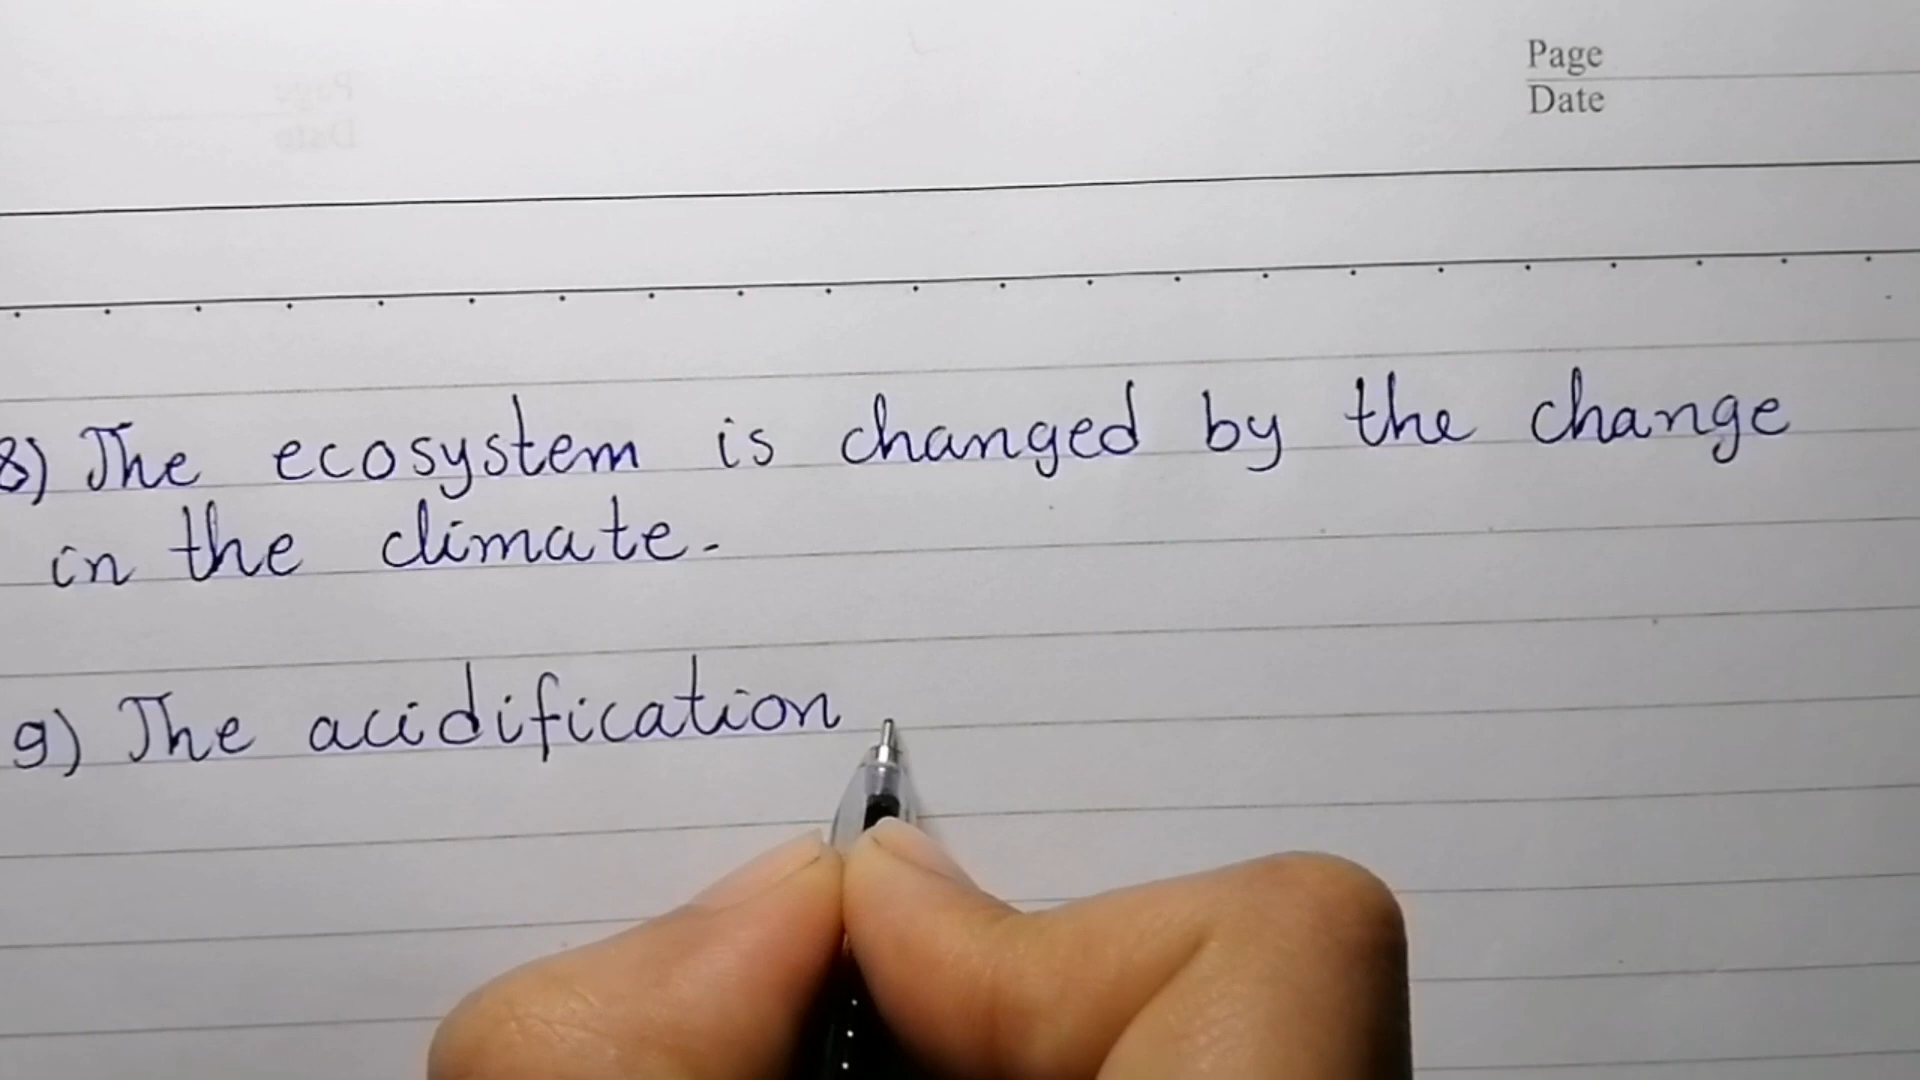 Page
Date
8) The ecosystem is changed by the change
in the climate.
9) The acidification